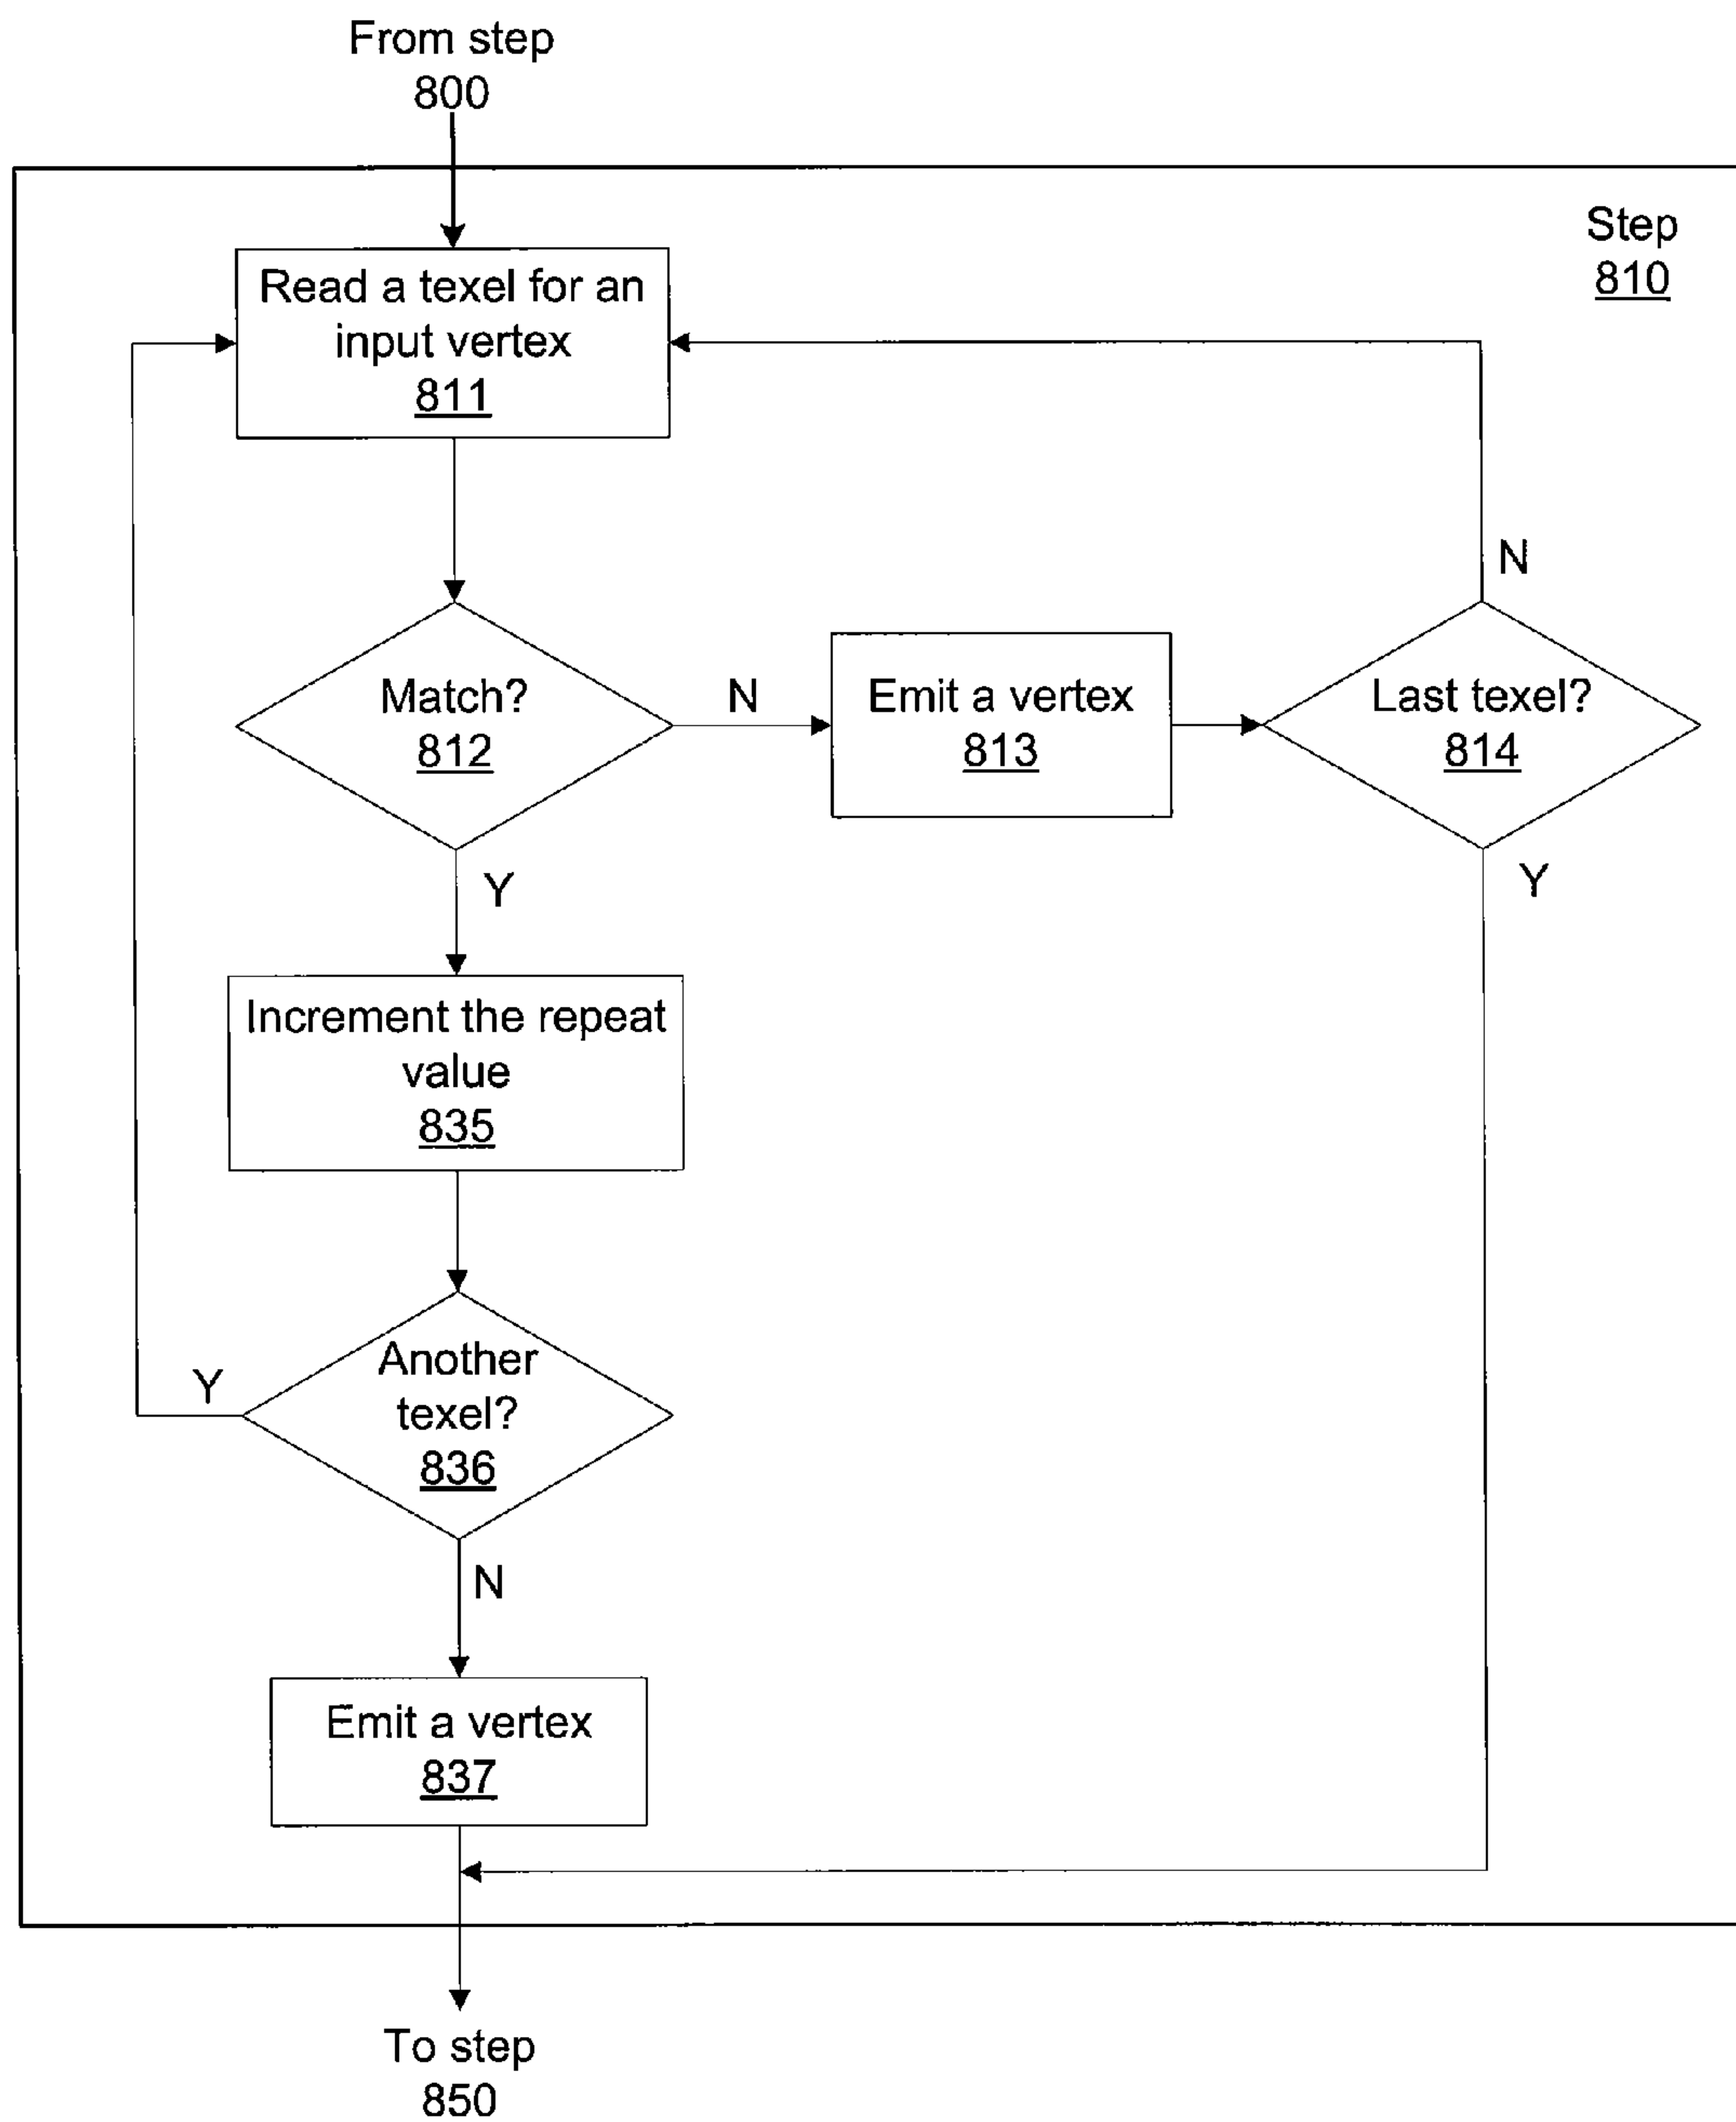 From step
800
Step
810
Read a texel for an
input vertex
811
N
Match?
812
N
Emit a vertex
813
Last texel?
814
Y
Y
Increment the repeat
value
835
Another
texel?
836
Y
N
Emit a vertex
837
To step
850